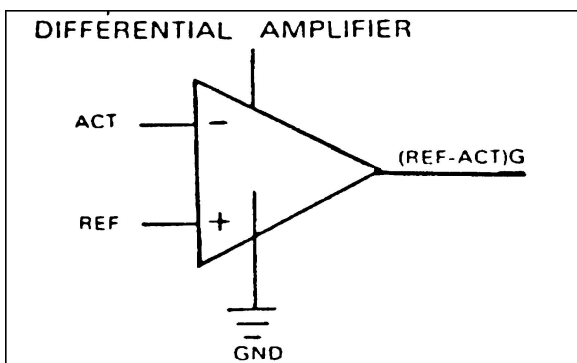 DIFFERENTIAL AMPLIFIER
ACT
-
(REF-ACT)G
REF
+
GND